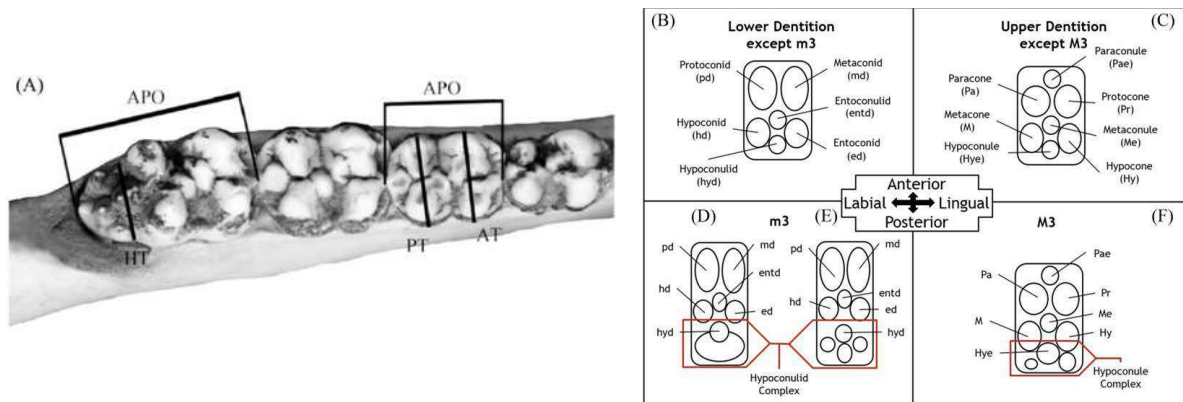 (A)
APO
APO
HT
PT
AT
(B)
Lower Dentition
except m3
Protoconid
(pd)
Metaconid
(md)
Entoconulid
(entd)
Hypoconid
(hd)
Entoconid
(ed)
Hypoconulid
(hyd)
(C)
Upper Dentition
except M3
Paraconule
(Pae)
Paracone
(Pa)
Protocone
(Pr)
Metacone
(M)
Metaconule
(Me)
Hypoconule
(Hye)
Hypocone
(Hy)
Anterior
Labial
Lingual
Posterior
(D)
m3
(E)
pd
md
entd
hd
ed
hyd
pd
md
entd
hd
ed
hyd
Hypoconulid
Complex
M3
(F)
Pae
Pa
Pr
Me
M
Hy
Hye
Hypoconule
Complex